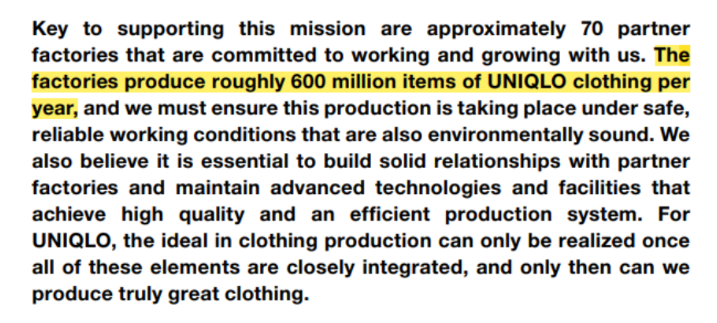 Key to supporting this mission are approximately 70 partner
factories that are committed to working and growing with us. The
factories produce roughly 600 million items of UNIQLO clothing per
year, and we must ensure this production is taking place under safe,
reliable working conditions that are also environmentally sound. We
also believe it is essential to build solid relationships with partner
factories and maintain advanced technologies and facilities that
achieve high quality and an efficient production system. For
UNIQLO, the ideal in clothing production can only be realized once
all of these elements are closely integrated, and only then can we
produce truly great clothing.